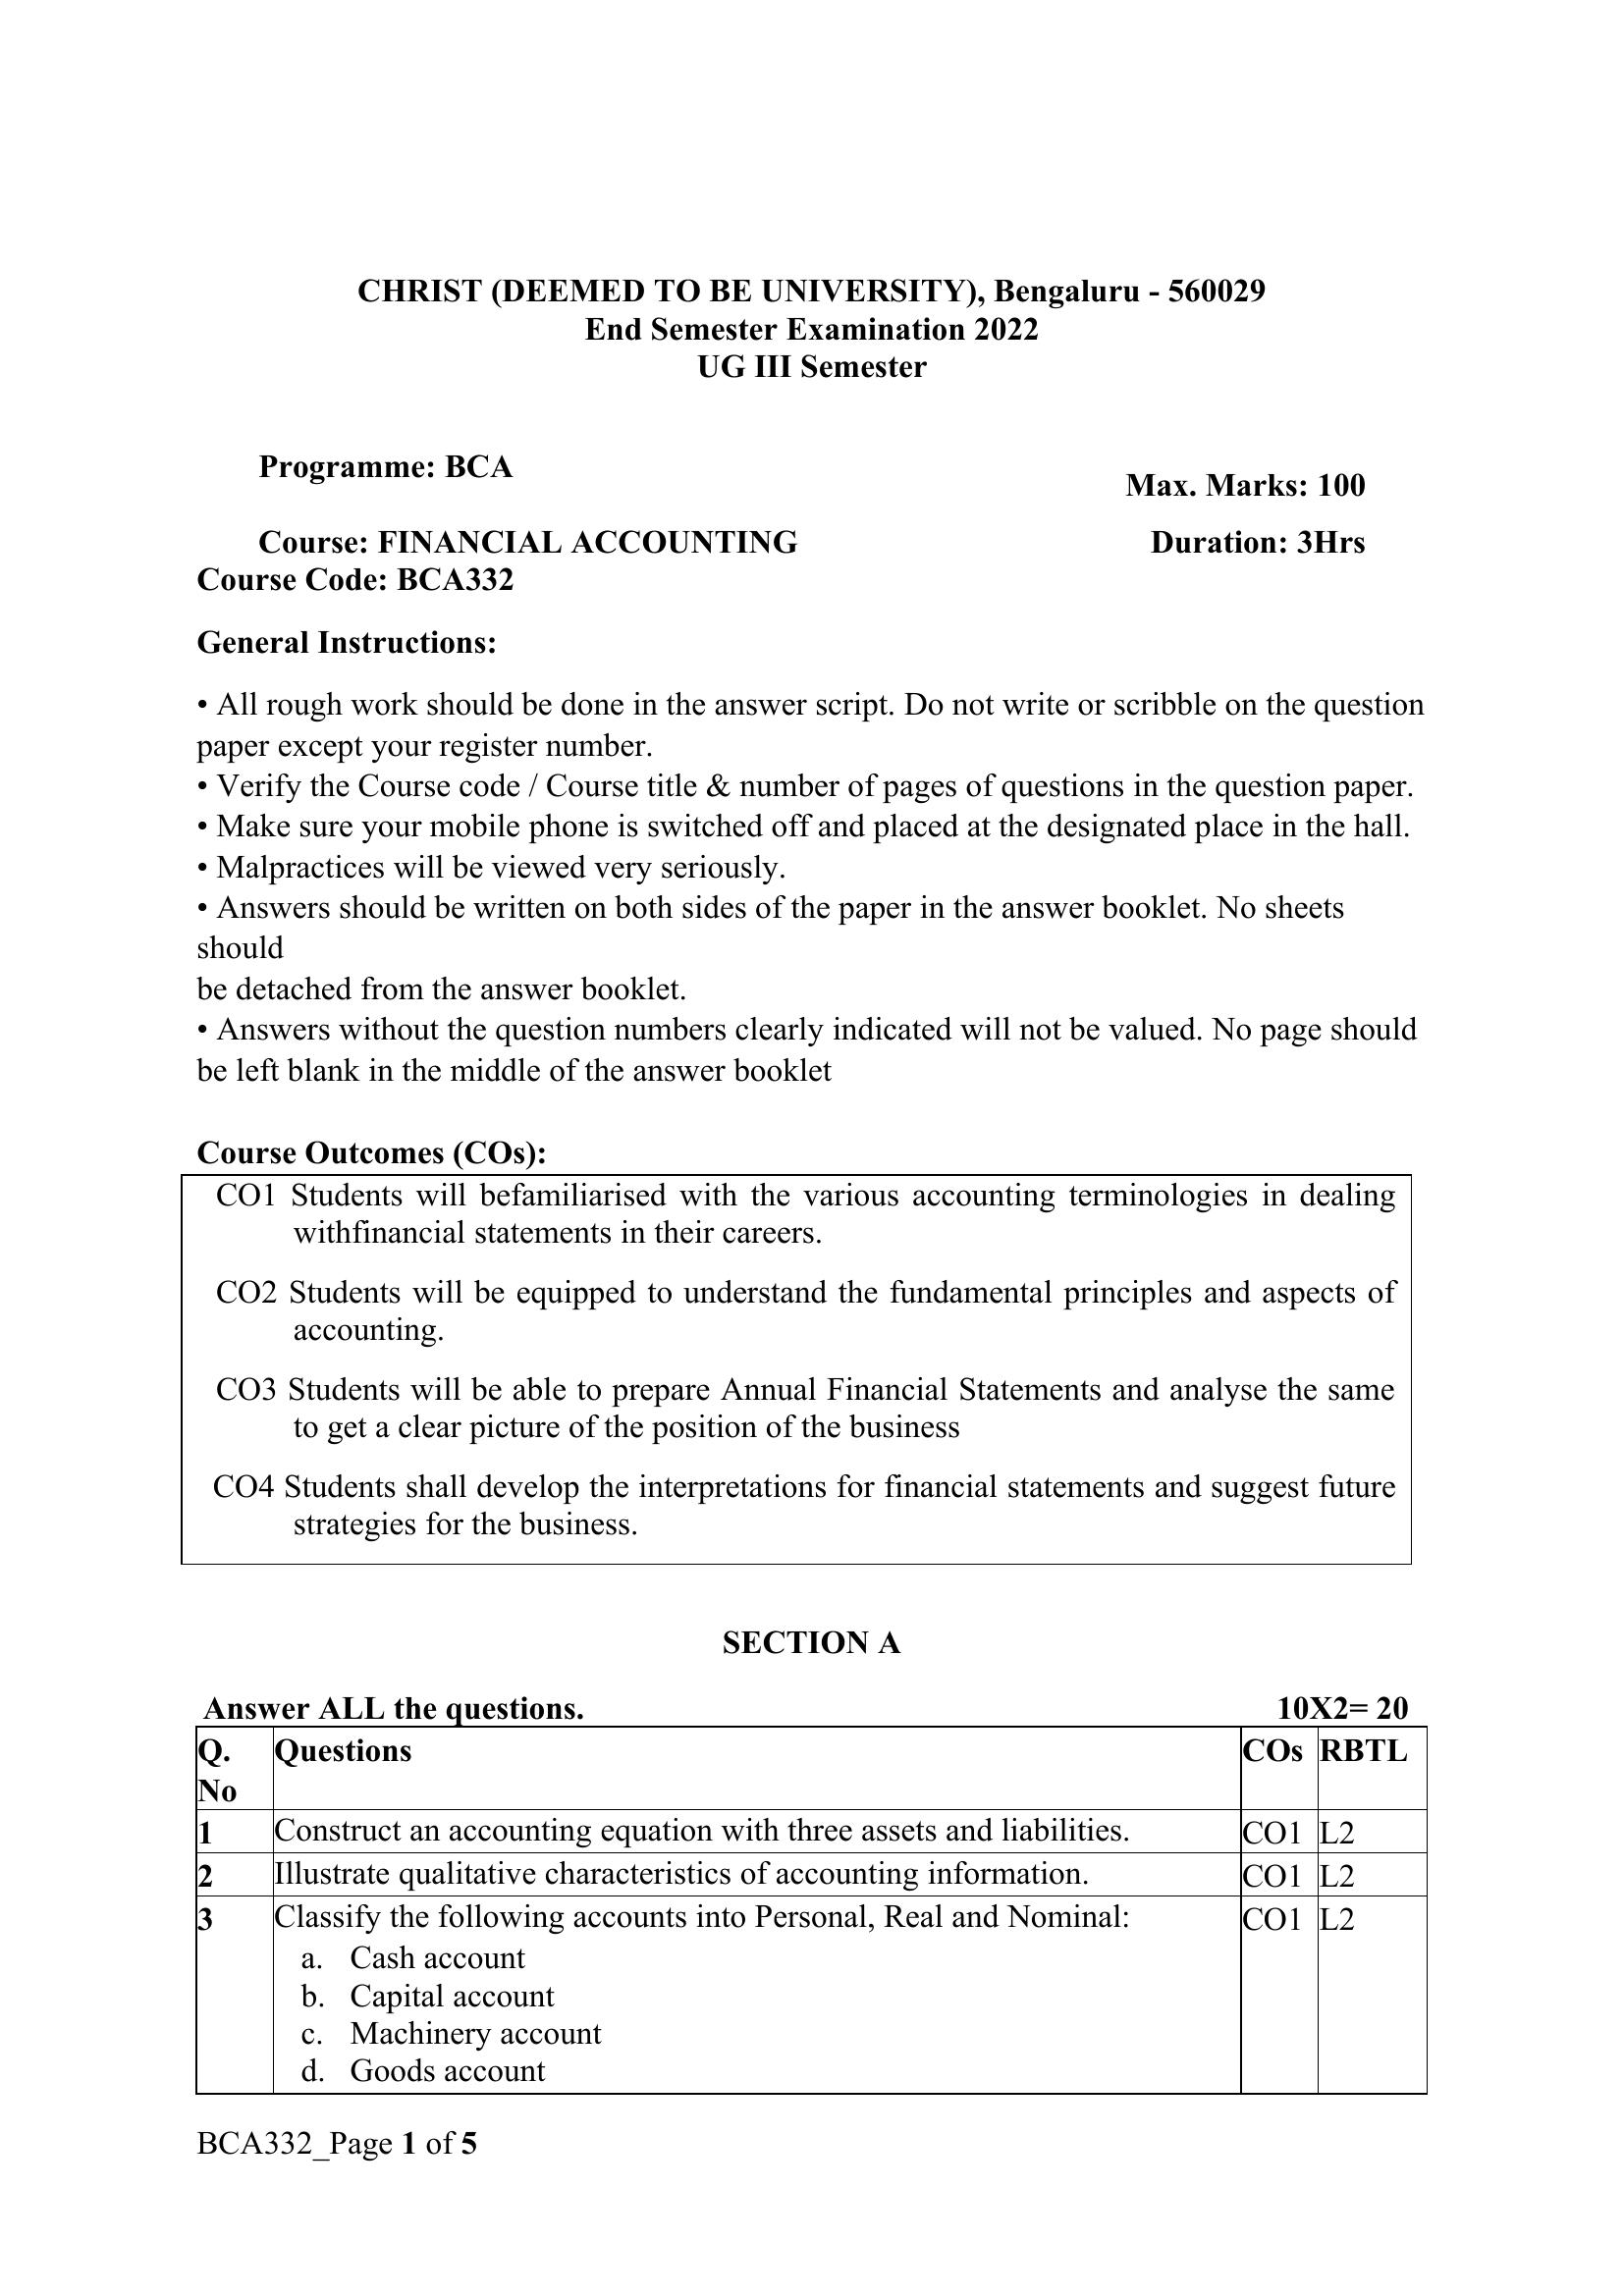 CHRIST (DEEMED TO BE UNIVERSITY), Bengaluru - 560029
End Semester Examination 2022
UG III Semester
Programme: BCA
Max. Marks: 100
Course: FINANCIAL ACCOUNTING Duration: 3Hrs
Course Code: BCA332
General Instructions:
• All rough work should be done in the answer script. Do not write or scribble on the question
paper except your register number.
• Verify the Course code / Course title & number of pages of questions in the question paper.
• Make sure your mobile phone is switched off and placed at the designated place in the hall.
• Malpractices will be viewed very seriously.
• Answers should be written on both sides of the paper in the answer booklet. No sheets
should
be detached from the answer booklet.
• Answers without the question numbers clearly indicated will not be valued. No page should
be left blank in the middle of the answer booklet
Course Outcomes (COs):
CO1 Students will befamiliarised with the various accounting terminologies in dealing
withfinancial statements in their careers.
CO2 Students will be equipped to understand the fundamental principles and aspects of
accounting.
CO3 Students will be able to prepare Annual Financial Statements and analyse the same
to get a clear picture of the position of the business
CO4 Students shall develop the interpretations for financial statements and suggest future
strategies for the business.
SECTION A
Answer ALL the questions. 10X2= 20
Q. Questions COs RBTL
No
1 Construct an accounting equation with three assets and liabilities. CO1 L2
2 Illustrate qualitative characteristics of accounting information. CO1 L2
3 Classify the following accounts into Personal, Real and Nominal: CO1 L2
a. Cash account
b. Capital account
c. Machinery account
d. Goods account
BCA332_Page 1 of 5